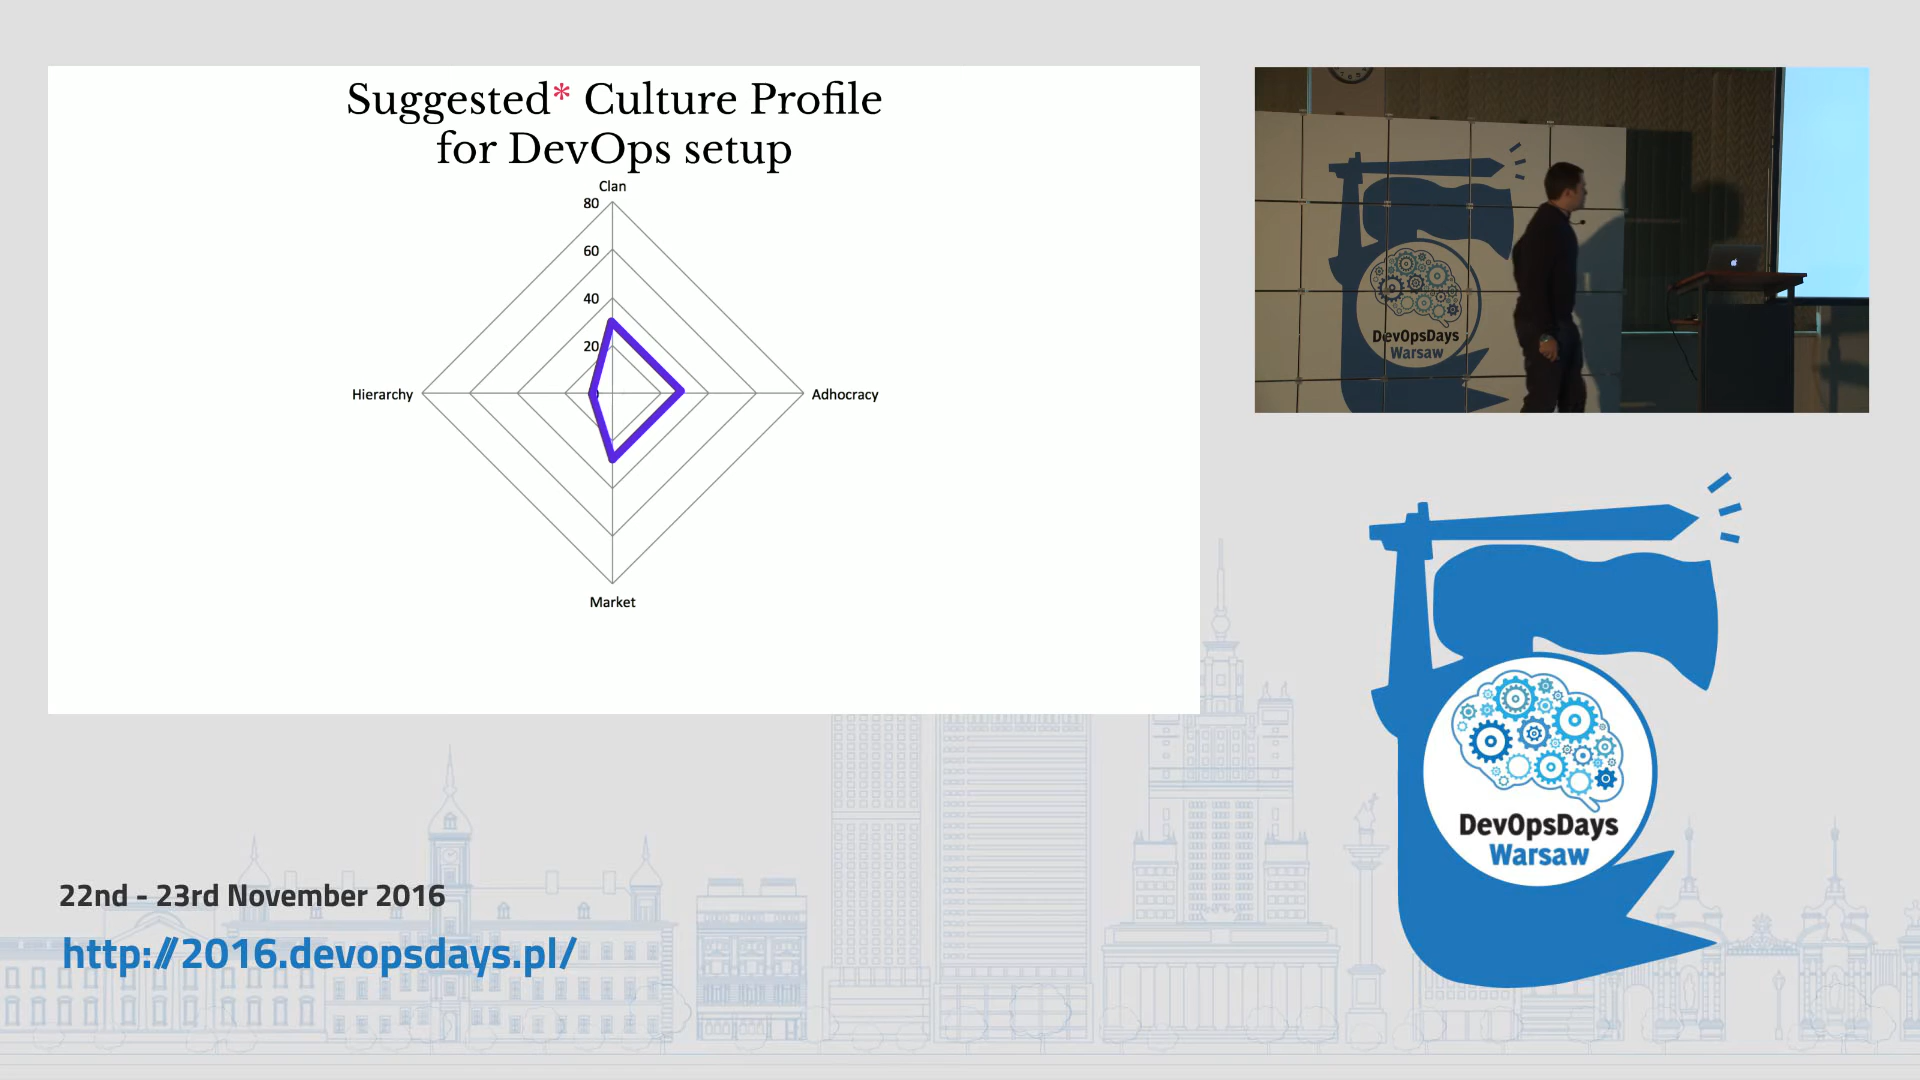 Suggested* Culture Profile
for DevOps setup
Clan
80
60
40
20
0
Hierarchy
Adhocracy
Market
DevOpsDays
Warsaw
DevOpsDays
Warsaw
22nd - 23rd November 2016
http://2016.devopsdays.pl/